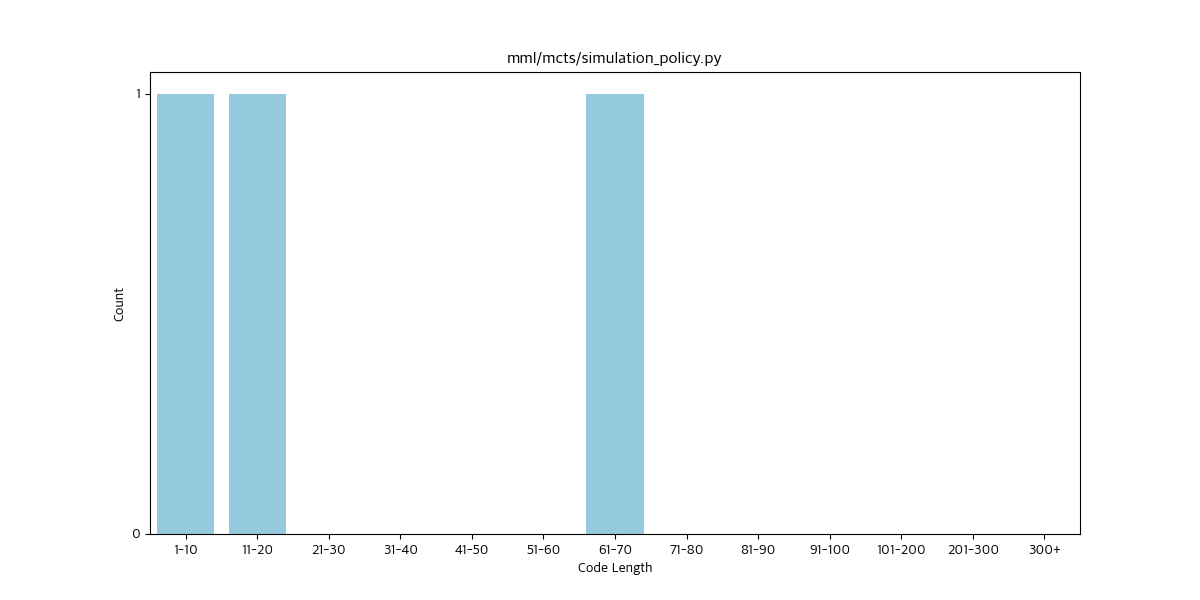 mml/mcts/simulation_policy.py
1
0
Count
1-10 11-20 21-30 31-40 41-50 51-60 61-70 71-80 81-90 91-100 101-200 201-300 300+
Code Length